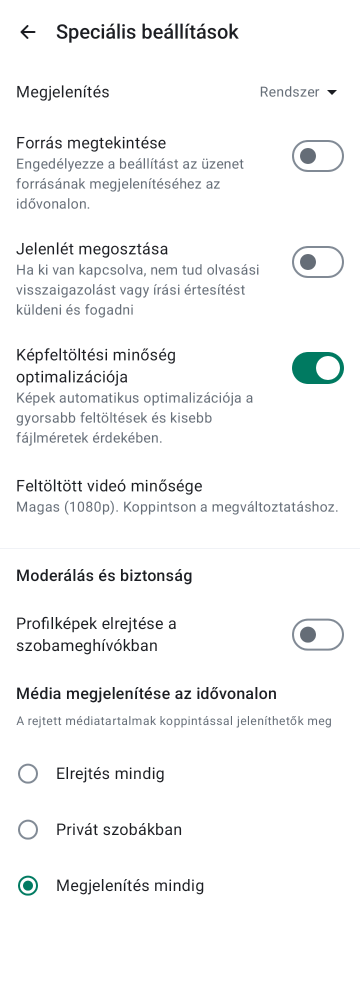 Speciális beállítások
Megjelenítés
Rendszer
Forrás megtekintése
Engedélyezze a beállítást az üzenet
forrásának megjelenítéséhez az
idővonalon.
Jelenlét megosztása
Ha ki van kapcsolva, nem tud olvasási
visszaigazolást vagy írási értesítést
küldeni és fogadni
Képfeltöltési minőség
optimalizációja
Képek automatikus optimalizációja a
gyorsabb feltöltések és kisebb
fájlméretek érdekében.
Feltöltött videó minősége
Magas (1080p). Koppintson a megváltoztatáshoz.
Moderálás és biztonság
Profilképek elrejtése a
szobameghívókban
Média megjelenítése az idővonalon
A rejtett médiatartalmak koppintással jeleníthetők meg
Elrejtés mindig
Privát szobákban
Megjelenítés mindig